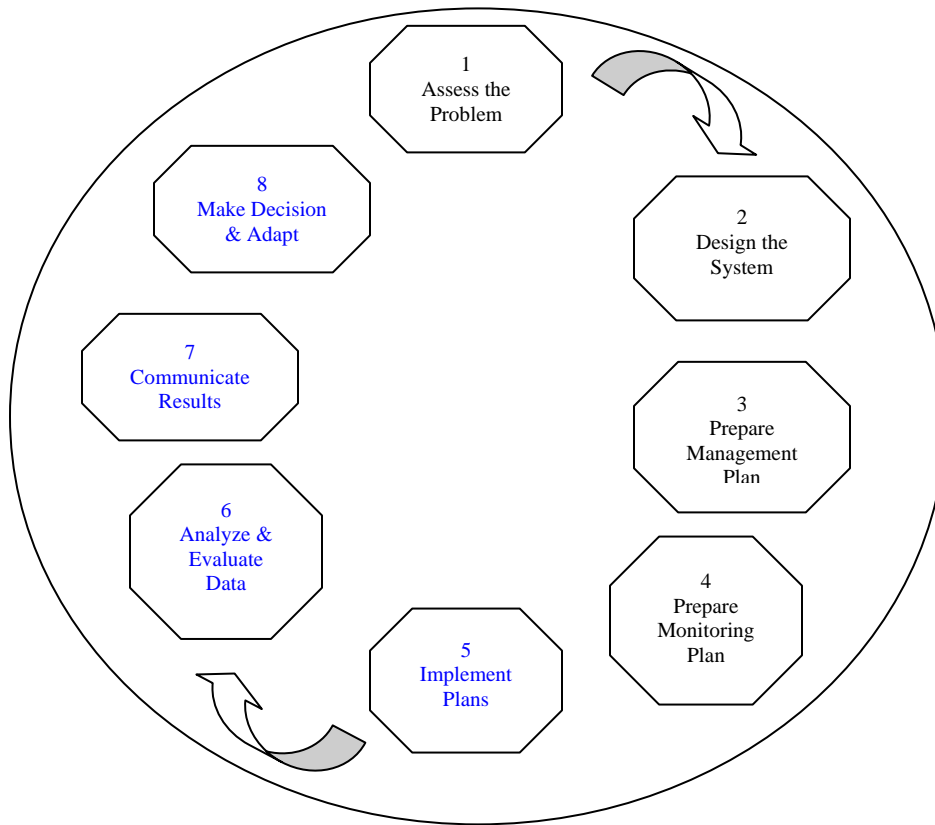 1
Assess the
Problem
2
Design the
System
3
Prepare
Management
Plan
4
Prepare
Monitoring
Plan
5
Implement
Plans
6
Analyze &
Evaluate
Data
7
Communicate
Results
8
Make Decision
& Adapt